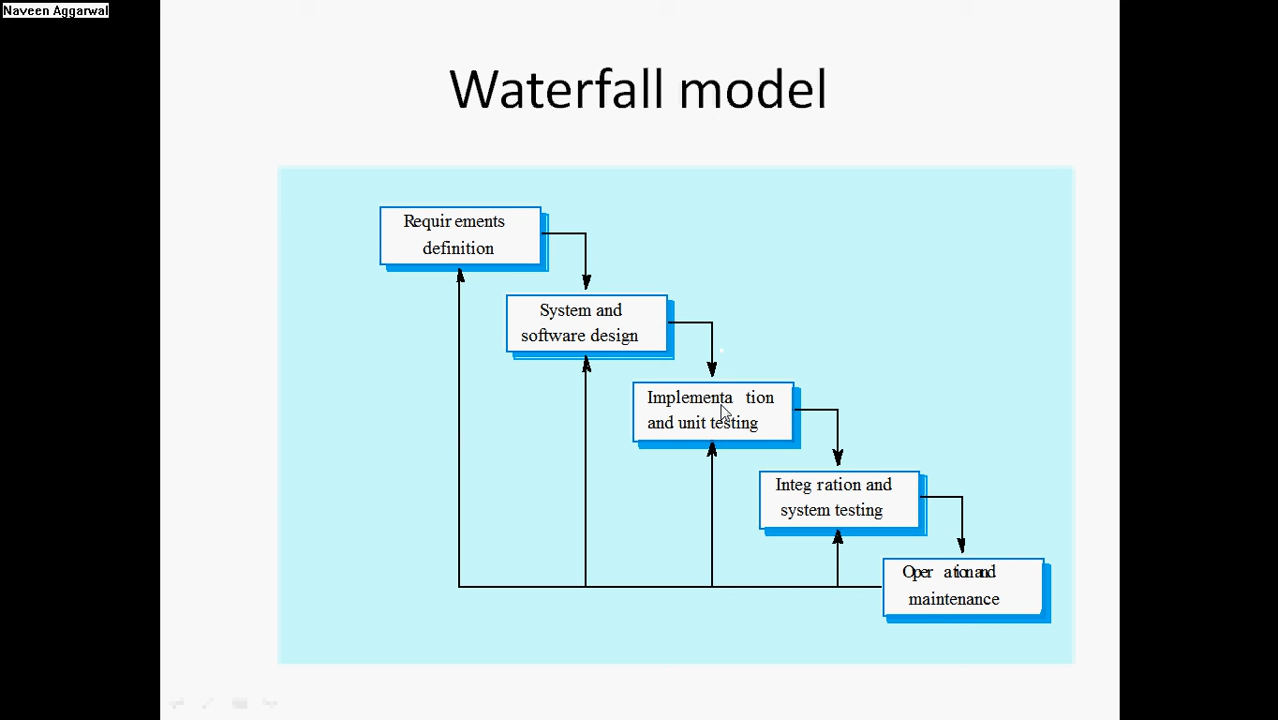 Naveen Aggarwal
Waterfall model
Requir ements
definition
System and
software design
Implementa tion
and unit testing
Integ ration and
system testing
Oper ation and
maintenance